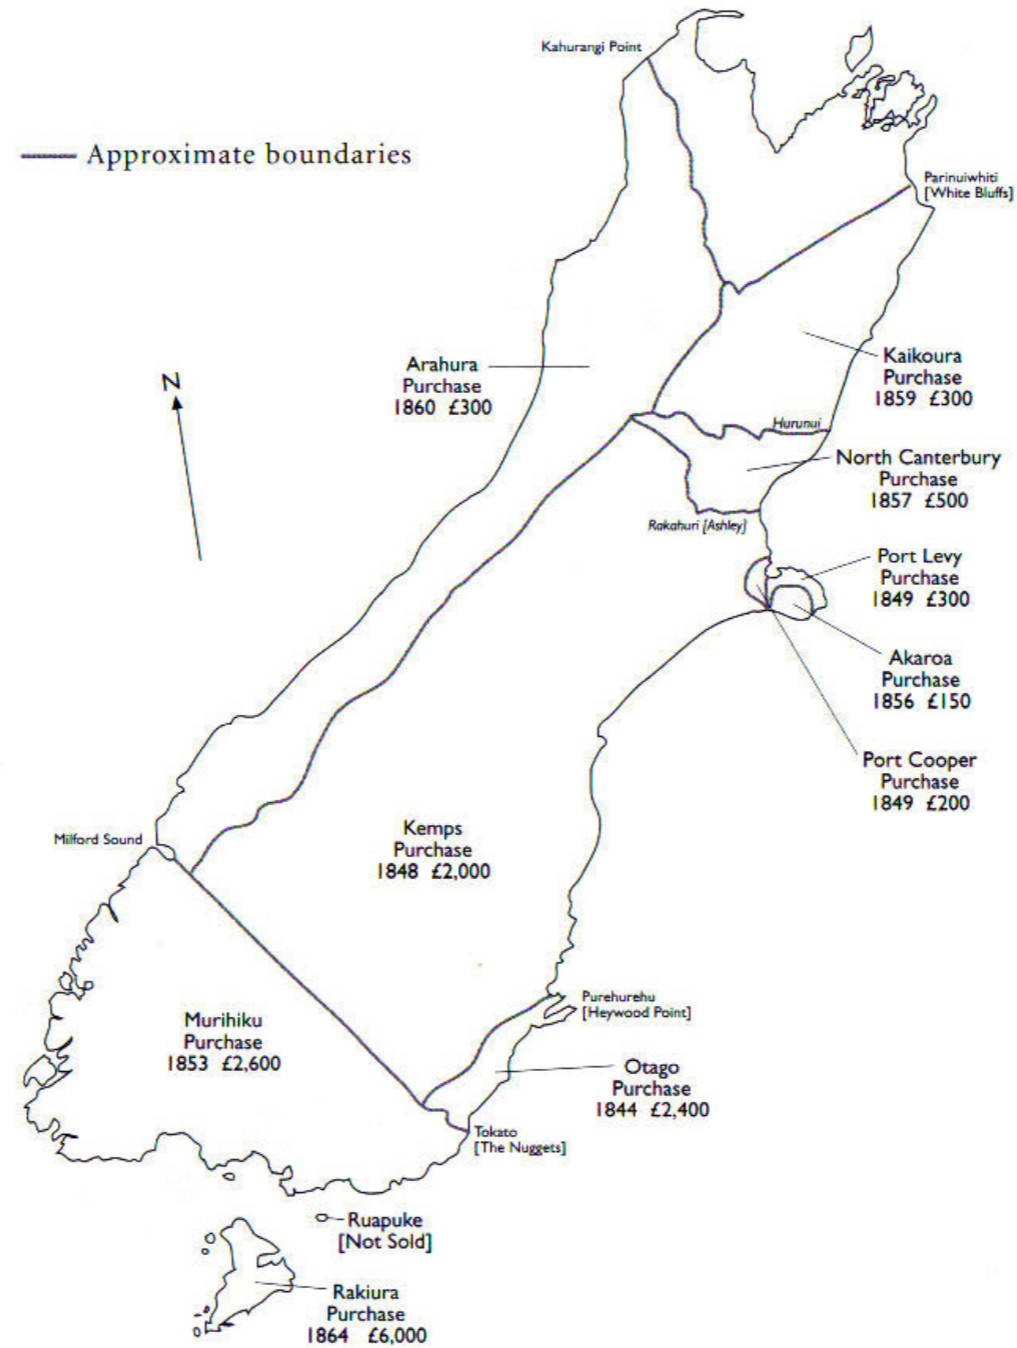 Kahurangi Point
Approximate boundaries
Parinuiwhiti
[White Bluffs]
N
Arahura
Purchase
1860 £300
Kaikoura
Purchase
1859 £300
Hurunui
North Canterbury
Purchase
1857 £500
Rakahuri [Ashley]
Port Levy
Purchase
1849 £300
Akaroa
Purchase
1856 £150
Port Cooper
Purchase
1849 £200
Milford Sound
Kemps
Purchase
1848 £2,000
Purehurehu
[Heywood Point]
Murihiku
Purchase
1853 £2,600
Otago
Purchase
1844 £2,400
Tokato
[The Nuggets]
Ruapuke
[Not Sold]
Rakiura
Purchase
1864 £6,000